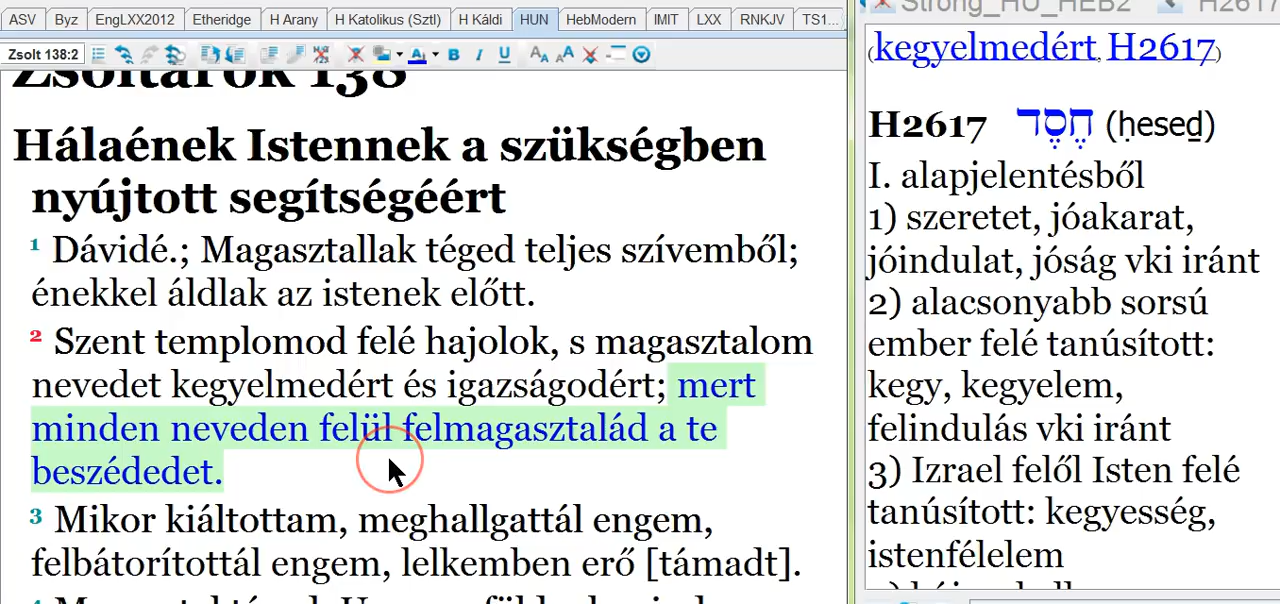 ASV Byz EngLXX2012 Etheridge H Arany H Katolikus (Sztl) H Káldi HUN HebModern IMIT LXX RNKJV TS1...
Zsolt 138:2
Zsoltárok 138
Hálaének Istennek a szükségben
nyújtott segítségéért
1 Dávidé.; Magasztallak téged teljes szívemből;
énekkel áldlak az istenek előtt.
2 Szent templomod felé hajolok, s magasztalom
nevedet kegyelmedért és igazságodért; mert
minden neveden felül felmagasztalád a te
beszédedet.
3 Mikor kiáltottam, meghallgattál engem,
felbátorítottál engem, lelkemben erő [támadt].
Strong_HU_HEB2 H2617
(kegyelmedért, H2617)
H2617 חֶסֶד (ḥeseḏ)
I. alapjelentésből
1) szeretet, jóakarat,
jóindulat, jóság vki iránt
2) alacsonyabb sorsú
ember felé tanúsított:
kegy, kegyelem,
felindulás vki iránt
3) Izrael felől Isten felé
tanúsított: kegyesség,
istenfélelem